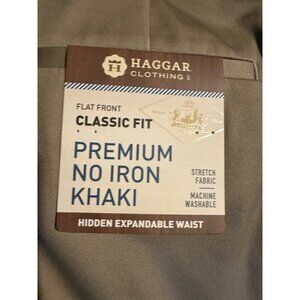 H
HAGGAR
CLOTHING
FLAT FRONT
CLASSIC FIT
PREMIUM
NO IRON
KHAKI
STRETCH
FABRIC
MACHINE
WASHABLE
HIDDEN EXPANDABLE WAIST